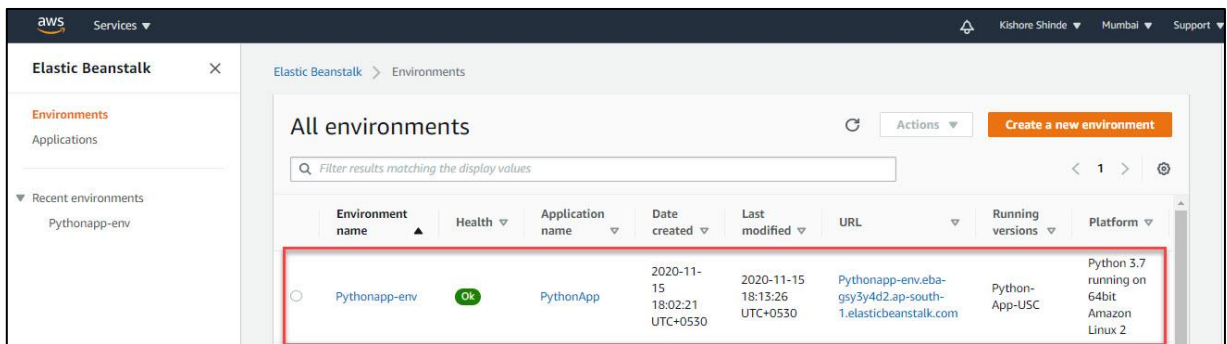 aws Services ▼ Kishore Shinde ▼ Mumbai ▼ Support ▼
Elastic Beanstalk ×
Environments
Applications
▼ Recent environments
Pythonapp-env
Elastic Beanstalk > Environments
All environments Actions ▼ Create a new environment
Filter results matching the display values < 1 >
Environment name ▲
Health ▽
Application name ▽
Date created ▽
Last modified ▽
URL ▽
Running versions ▽
Platform ▽
Pythonapp-env
Ok
PythonApp
2020-11-
15
18:02:21
UTC+0530
2020-11-15
18:13:26
UTC+0530
Pythonapp-env.eba-
gsy3y4d2.ap-south-
1.elasticbeanstalk.com
Python-
App-USC
Python 3.7
running on
64bit
Amazon
Linux 2